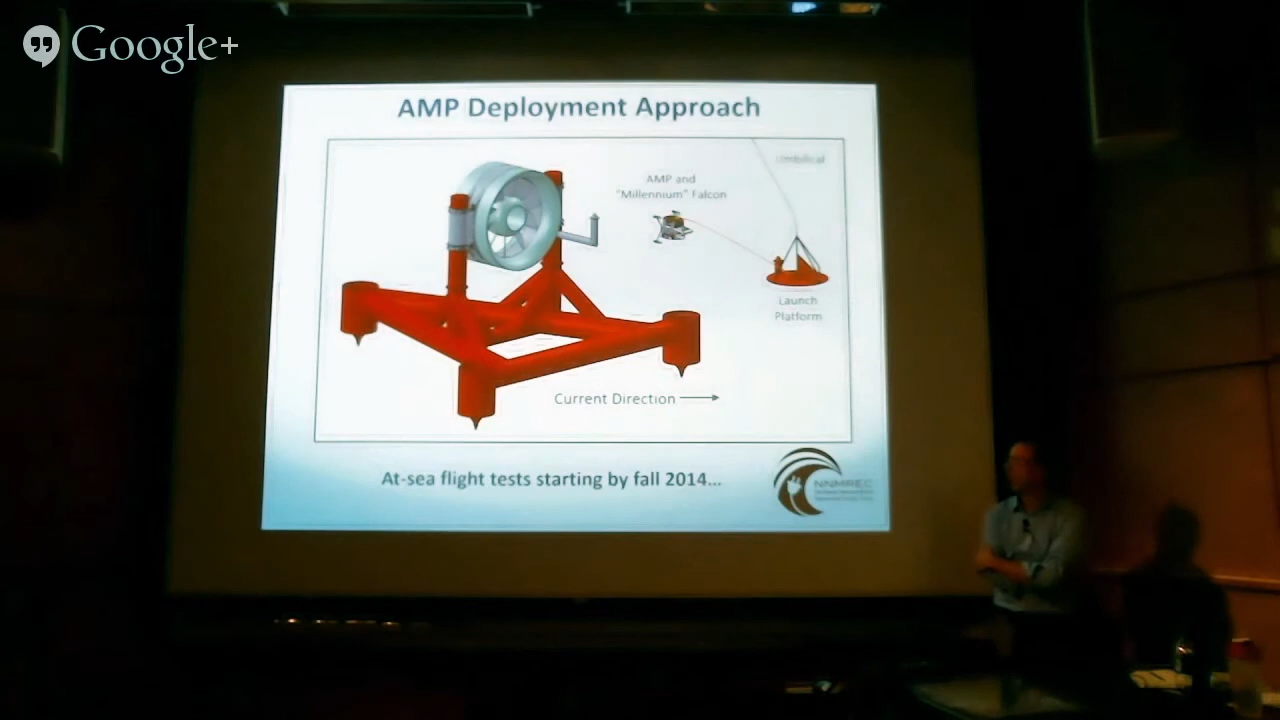 Google+
AMP Deployment Approach
Umbilical
AMP and
"Millennium" Falcon
Launch
Platform
Current Direction
At-sea flight tests starting by fall 2014...
NNMREC